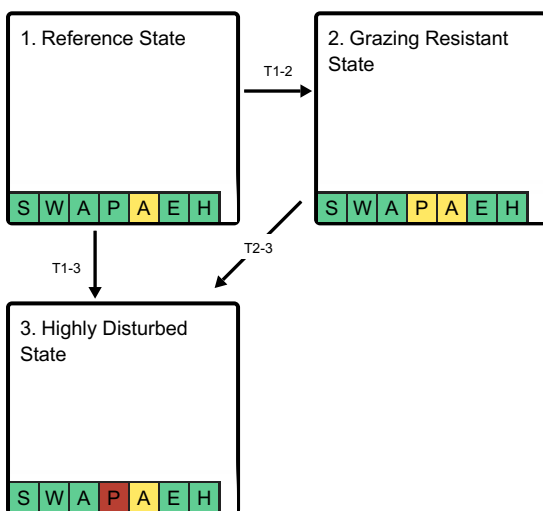 1. Reference State
2. Grazing Resistant
State
T1-2
S W A P A E H
S W A P A E H
T1-3
T2-3
3. Highly Disturbed
State
S W A P A E H